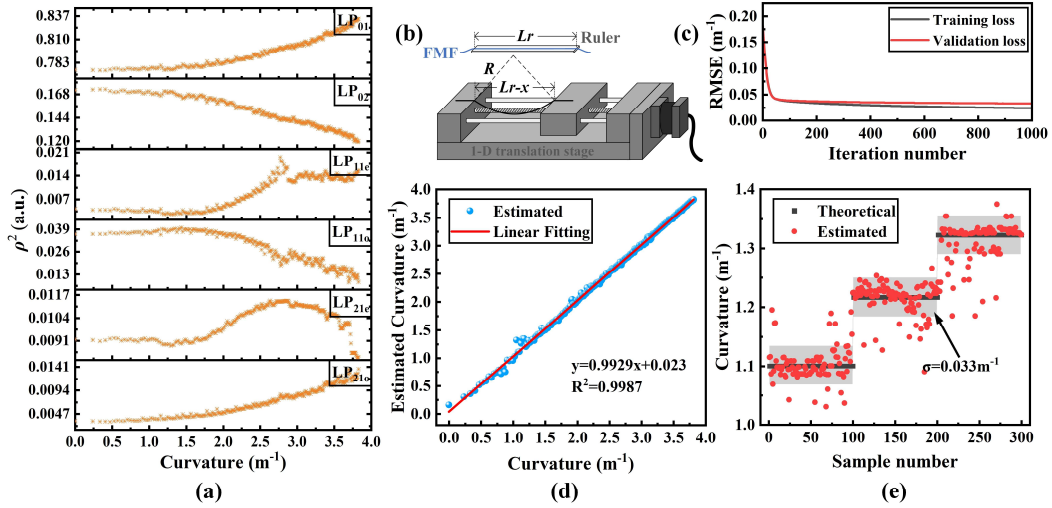 0.837
0.810
0.783
LP01
0.168
0.144
0.120
LP02
0.021
0.014
0.007
LP11e
0.039
0.026
0.013
LP11o
0.0117
0.0104
0.0091
LP21e
0.0141
0.0094
0.0047
LP21o
ρ² (a.u.)
0.0 0.5 1.0 1.5 2.0 2.5 3.0 3.5 4.0
Curvature (m⁻¹)
(a)
(b)
Lr
Ruler
FMF
R
Lr-x
1-D translation stage
(c)
RMSE (m⁻¹)
0.20
0.15
0.10
0.05
0.00
Training loss
Validation loss
0 200 400 600 800 1000
Iteration number
Estimated Curvature (m⁻¹)
4.0
3.5
3.0
2.5
2.0
1.5
1.0
0.5
0.0
Estimated
Linear Fitting
y=0.9929x+0.023
R²=0.9987
0.0 0.5 1.0 1.5 2.0 2.5 3.0 3.5 4.0
Curvature (m⁻¹)
(d)
Curvature (m⁻¹)
1.4
1.3
1.2
1.1
1.0
Theoretical
Estimated
σ=0.033m⁻¹
0 50 100 150 200 250 300
Sample number
(e)